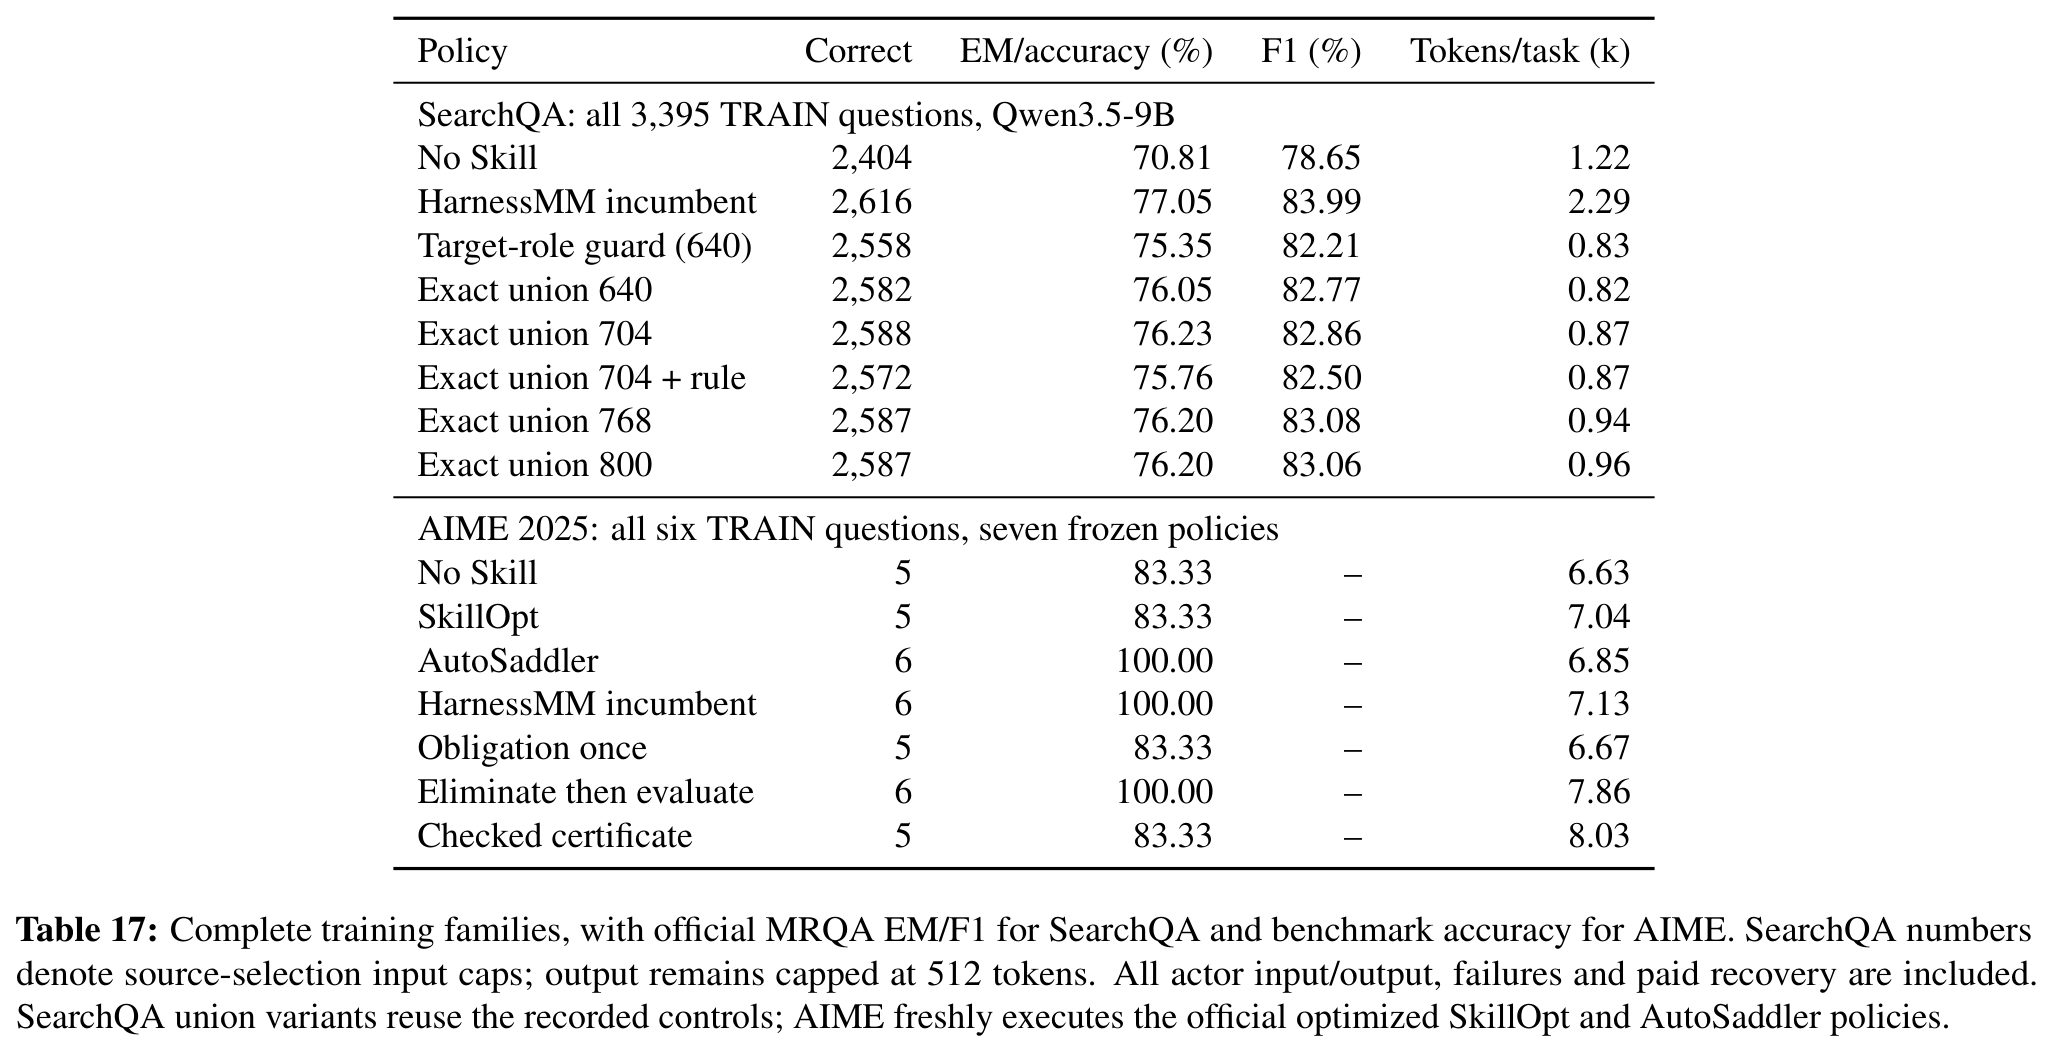 Policy Correct EM/accuracy (%) F1 (%) Tokens/task (k)
SearchQA: all 3,395 TRAIN questions, Qwen3.5-9B
No Skill 2,404 70.81 78.65 1.22
HarnessMM incumbent 2,616 77.05 83.99 2.29
Target-role guard (640) 2,558 75.35 82.21 0.83
Exact union 640 2,582 76.05 82.77 0.82
Exact union 704 2,588 76.23 82.86 0.87
Exact union 704 + rule 2,572 75.76 82.50 0.87
Exact union 768 2,587 76.20 83.08 0.94
Exact union 800 2,587 76.20 83.06 0.96
AIME 2025: all six TRAIN questions, seven frozen policies
No Skill 5 83.33 – 6.63
SkillOpt 5 83.33 – 7.04
AutoSaddler 6 100.00 – 6.85
HarnessMM incumbent 6 100.00 – 7.13
Obligation once 5 83.33 – 6.67
Eliminate then evaluate 6 100.00 – 7.86
Checked certificate 5 83.33 – 8.03
Table 17: Complete training families, with official MRQA EM/F1 for SearchQA and benchmark accuracy for AIME. SearchQA numbers
denote source-selection input caps; output remains capped at 512 tokens. All actor input/output, failures and paid recovery are included.
SearchQA union variants reuse the recorded controls; AIME freshly executes the official optimized SkillOpt and AutoSaddler policies.